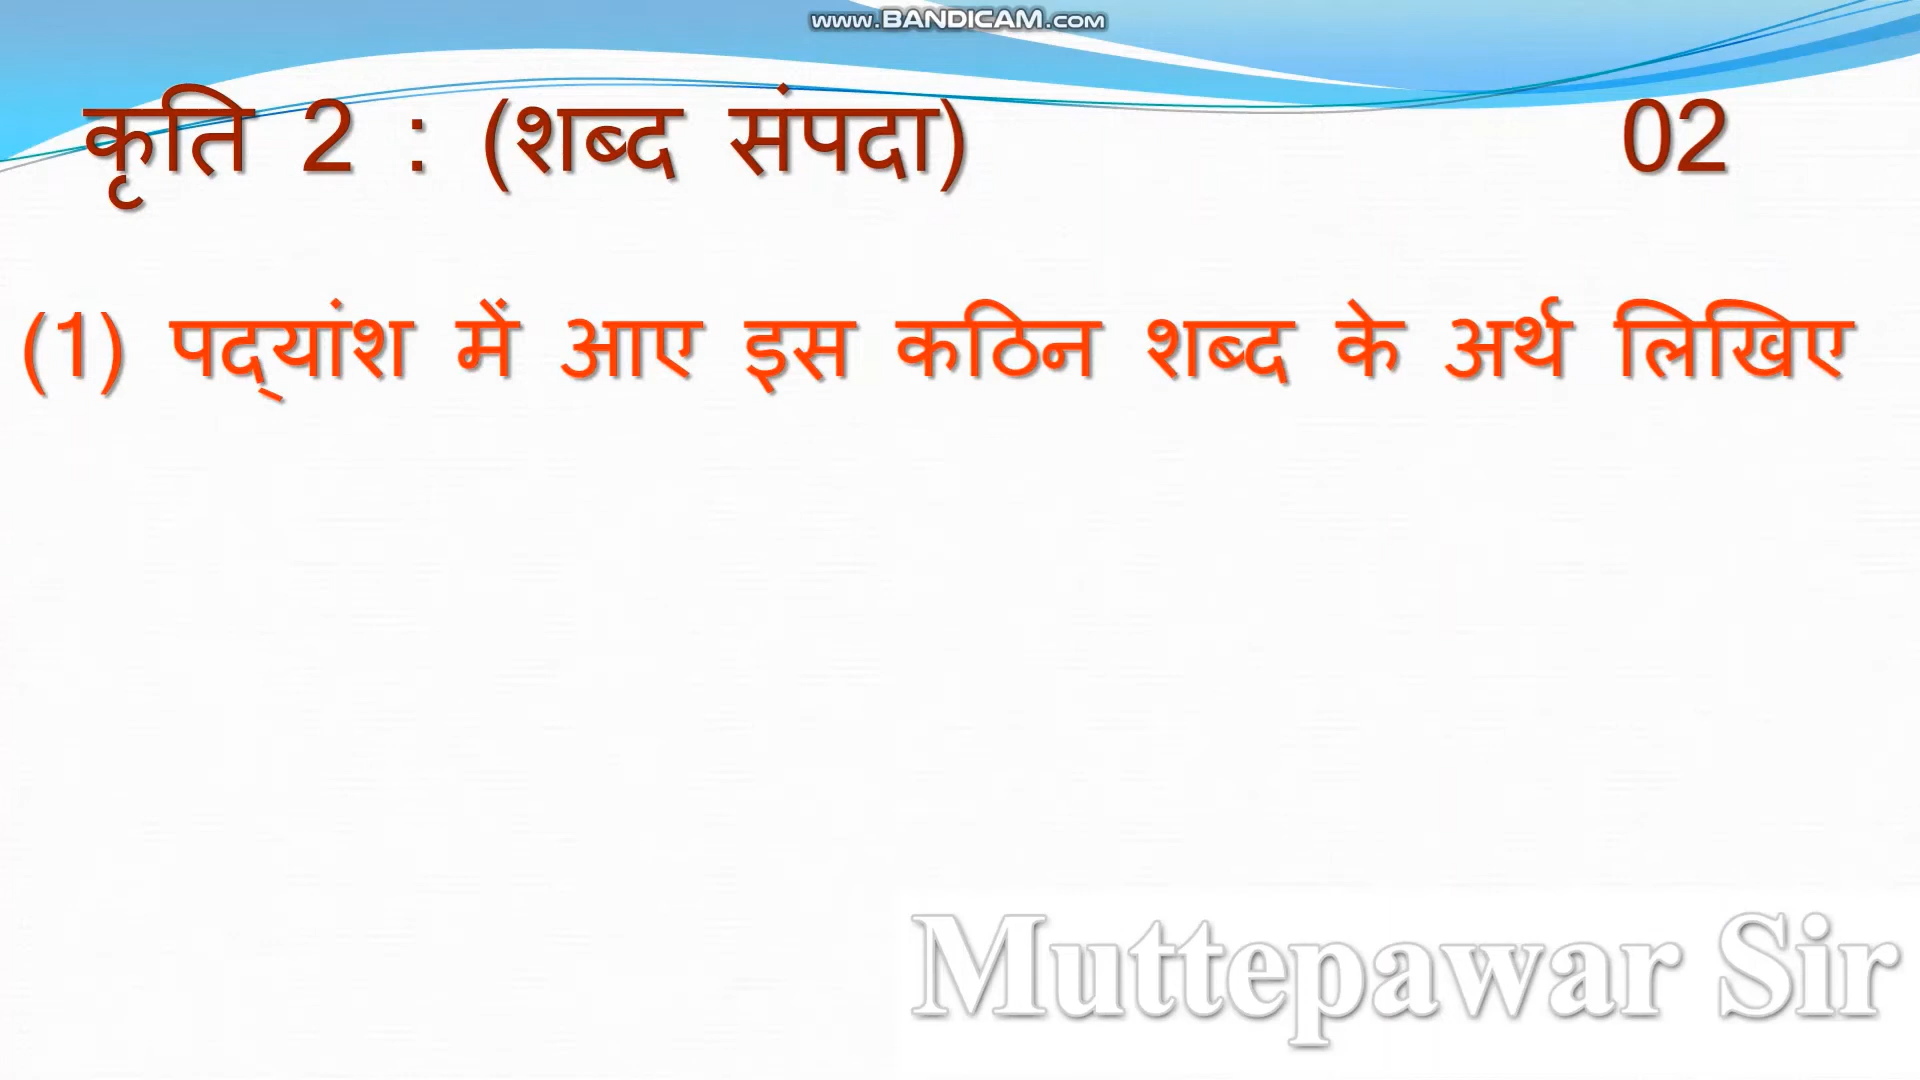 www.BANDICAM.com
कृति 2 : (शब्द संपदा) 02
(1) पद्‌यांश में आए इस कठिन शब्द के अर्थ लिखिए
Muttepawar Sir